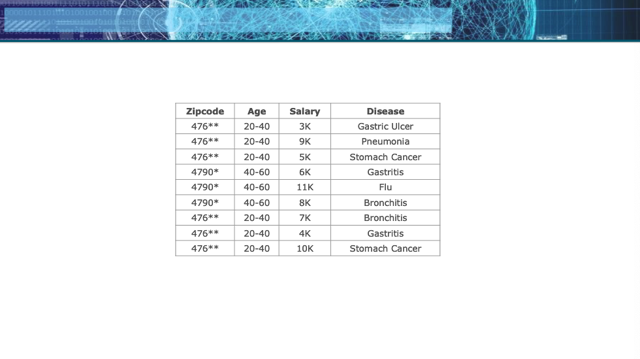 Zipcode Age Salary Disease
476** 20-40 3K Gastric Ulcer
476** 20-40 9K Pneumonia
476** 20-40 5K Stomach Cancer
4790* 40-60 6K Gastritis
4790* 40-60 11K Flu
4790* 40-60 8K Bronchitis
476** 20-40 7K Bronchitis
476** 20-40 4K Gastritis
476** 20-40 10K Stomach Cancer